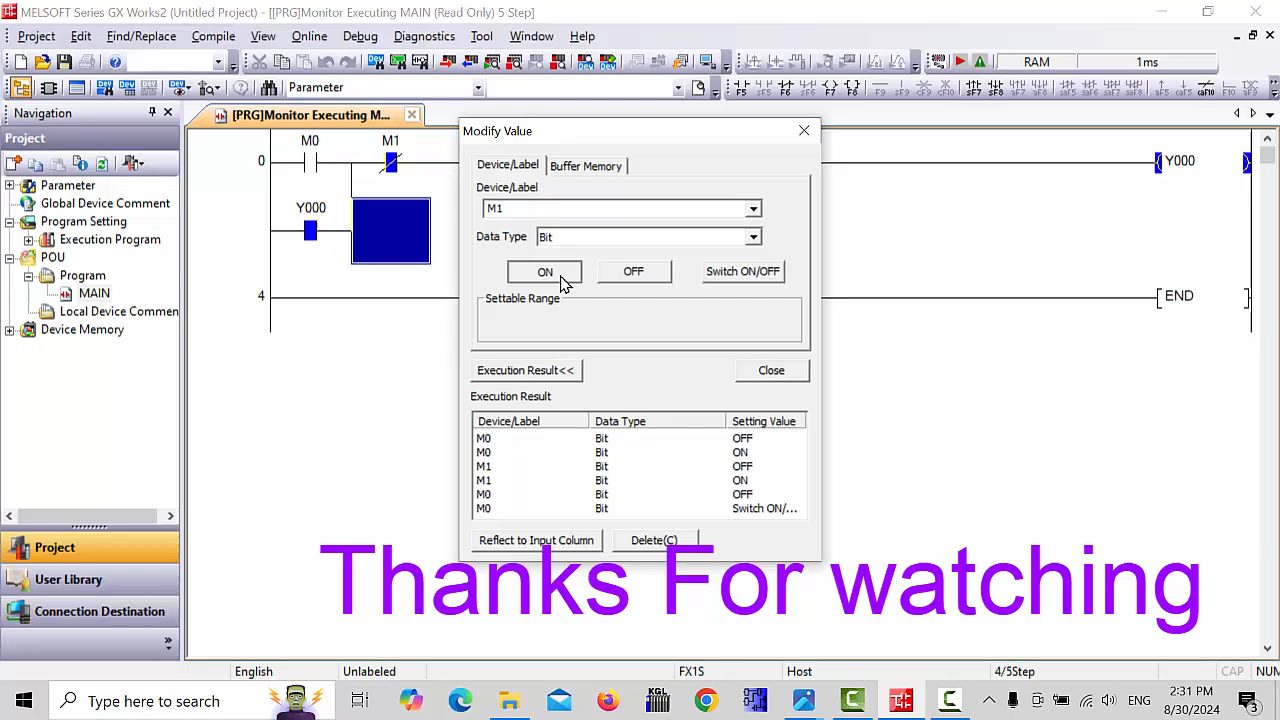 MELSOFT Series GX Works2 (Untitled Project) - [[PRG]Monitor Executing MAIN (Read Only) 5 Step]
Project Edit Find/Replace Compile View Online Debug Diagnostics Tool Window Help
RAM 1ms
Parameter
sF7 sF8 aF7 aF8
Navigation
[PRG]Monitor Executing M...
Project
Parameter
Global Device Comment
Program Setting
Execution Program
POU
Program
MAIN
Local Device Commen
Device Memory
Project
User Library
Connection Destination
M0 M1
0
Y000
Y000
4
END
Modify Value
Device/Label Buffer Memory
Device/Label
M1
Data Type Bit
ON OFF Switch ON/OFF
Settable Range
Execution Result<< Close
Execution Result
Device/Label Data Type Setting Value
M0 Bit OFF
M0 Bit ON
M1 Bit OFF
M1 Bit ON
M0 Bit OFF
M0 Bit Switch ON/...
Reflect to Input Column Delete(C)
Thanks For watching
English Unlabeled FX1S Host 4/5Step CAP NUM
Type here to search
KGL
ENG
2:31 PM
8/30/2024
3